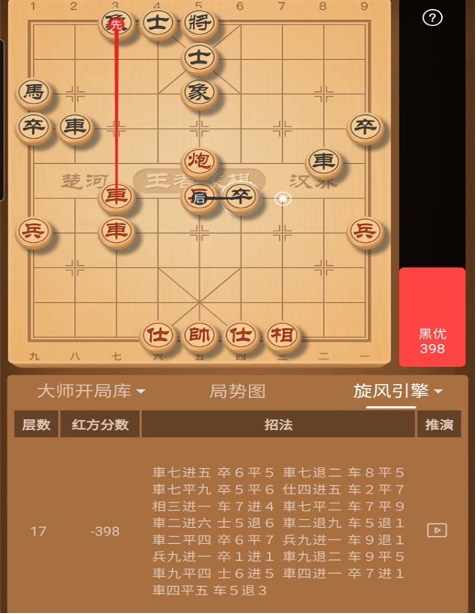 1 2 3 4 5 6 7 8 9
象 先 士 將
?
士
馬 象
卒 車 卒
炮 車
楚河 王者 棋 汉界
車 后 卒
兵 車 兵
仕 帥 仕 相
九 八 七 六 五 四 三 二 一
黑优
398
大师开局库 局势图 旋风引擎
层数 红方分数 招法 推演
車七进五 卒6平5 車七退二 车8平5
車七平九 卒5平6 仕四进五 车2平7
相三进一 车7进4 車七平二 车7平9
車二进六 士5退6 車二退九 车5退1
車二平四 卒6平7 兵九进一 车9退1
17 -398
兵九进一 卒1进1 車九退二 车9平5
車九平四 士6进5 車四进一 卒7进1
車四平五 车5退3